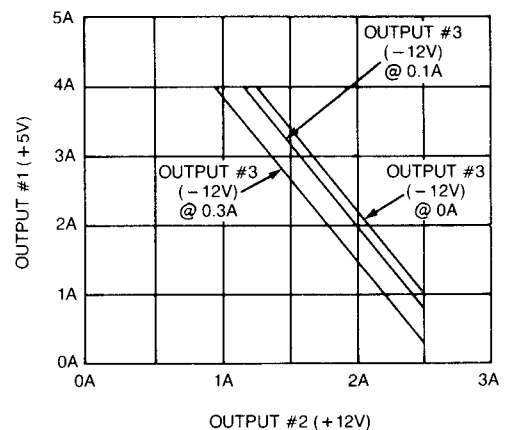 5A
OUTPUT #3
(−12V)
@ 0.1A
4A
3A
OUTPUT #3
(−12V)
@ 0.3A
OUTPUT #3
(−12V)
@ 0A
2A
1A
0A
0A 1A 2A 3A
OUTPUT #1 (+5V)
OUTPUT #2 (+12V)